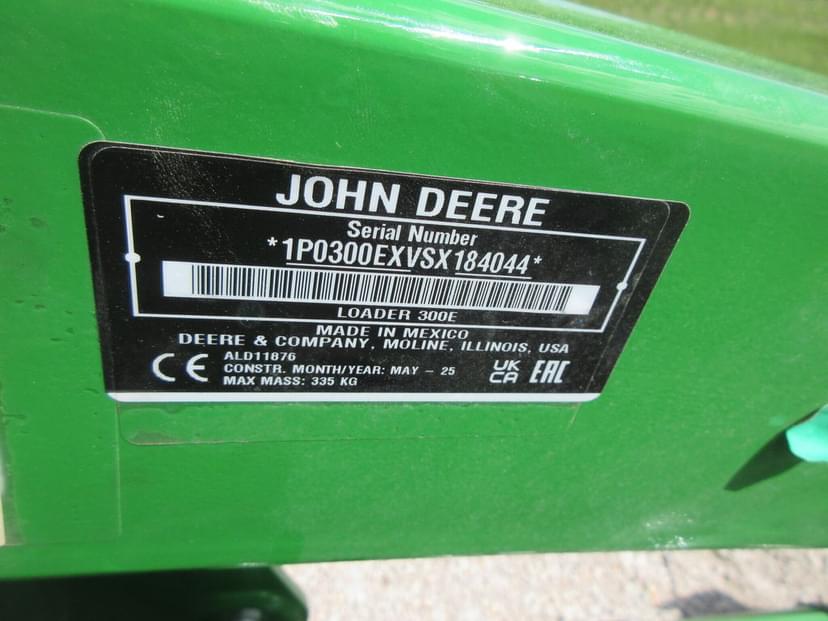 JOHN DEERE
Serial Number
*1P0300EXVSX184044*
LOADER 300E
MADE IN MEXICO
DEERE & COMPANY, MOLINE, ILLINOIS, USA
ALD11876
CONSTR. MONTH/YEAR: MAY - 25
MAX MASS: 335 KG
CE
UK
CA
EAC